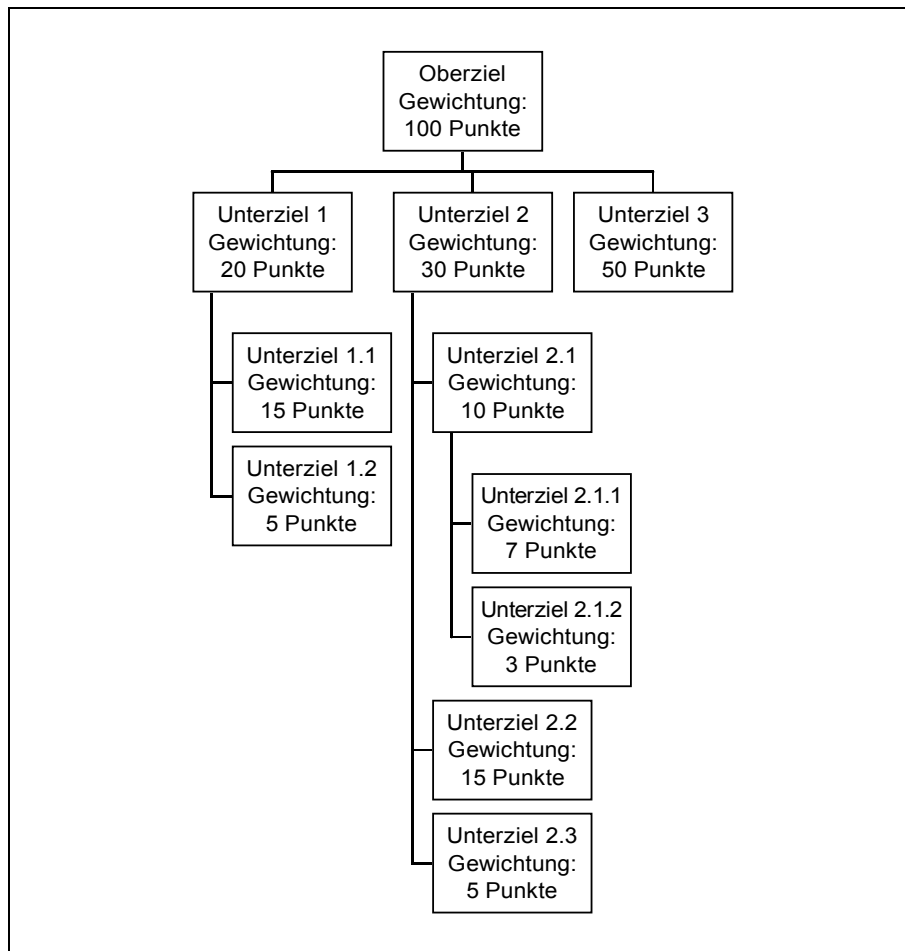 Oberziel
Gewichtung:
100 Punkte
Unterziel 1
Gewichtung:
20 Punkte
Unterziel 2
Gewichtung:
30 Punkte
Unterziel 3
Gewichtung:
50 Punkte
Unterziel 1.1
Gewichtung:
15 Punkte
Unterziel 1.2
Gewichtung:
5 Punkte
Unterziel 2.1
Gewichtung:
10 Punkte
Unterziel 2.1.1
Gewichtung:
7 Punkte
Unterziel 2.1.2
Gewichtung:
3 Punkte
Unterziel 2.2
Gewichtung:
15 Punkte
Unterziel 2.3
Gewichtung:
5 Punkte